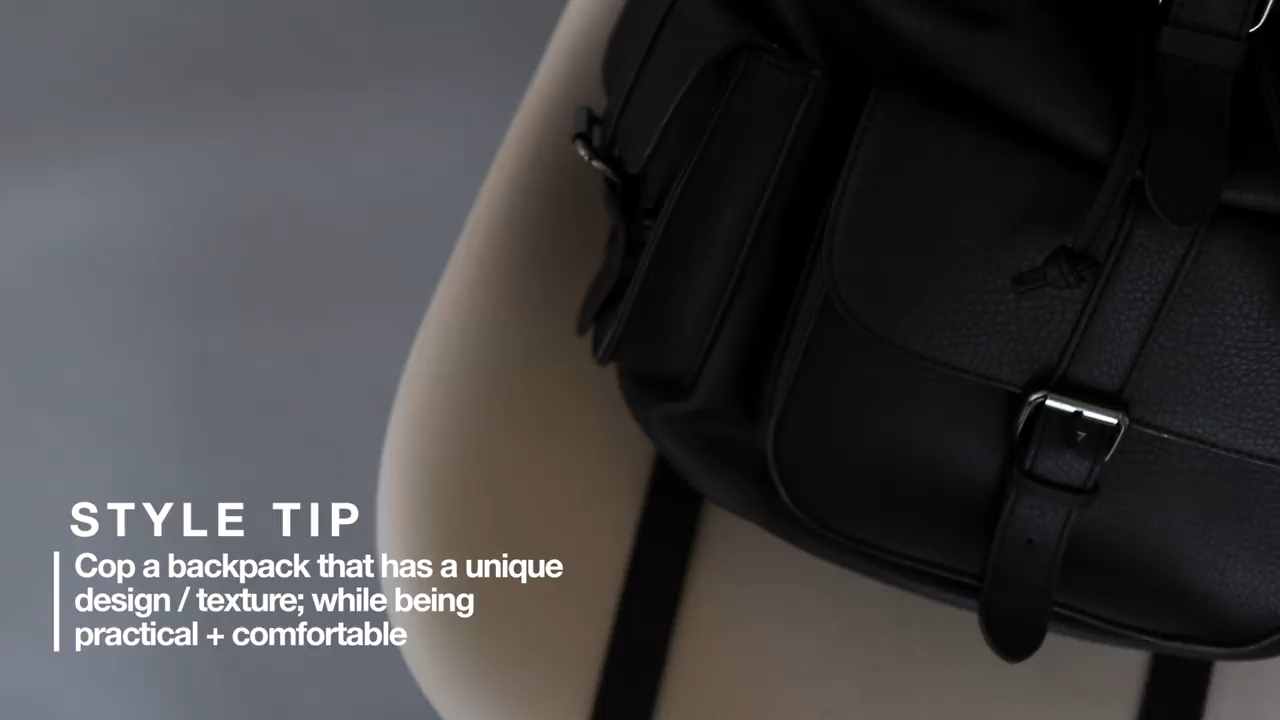 STYLE TIP
Cop a backpack that has a unique
design / texture; while being
practical + comfortable